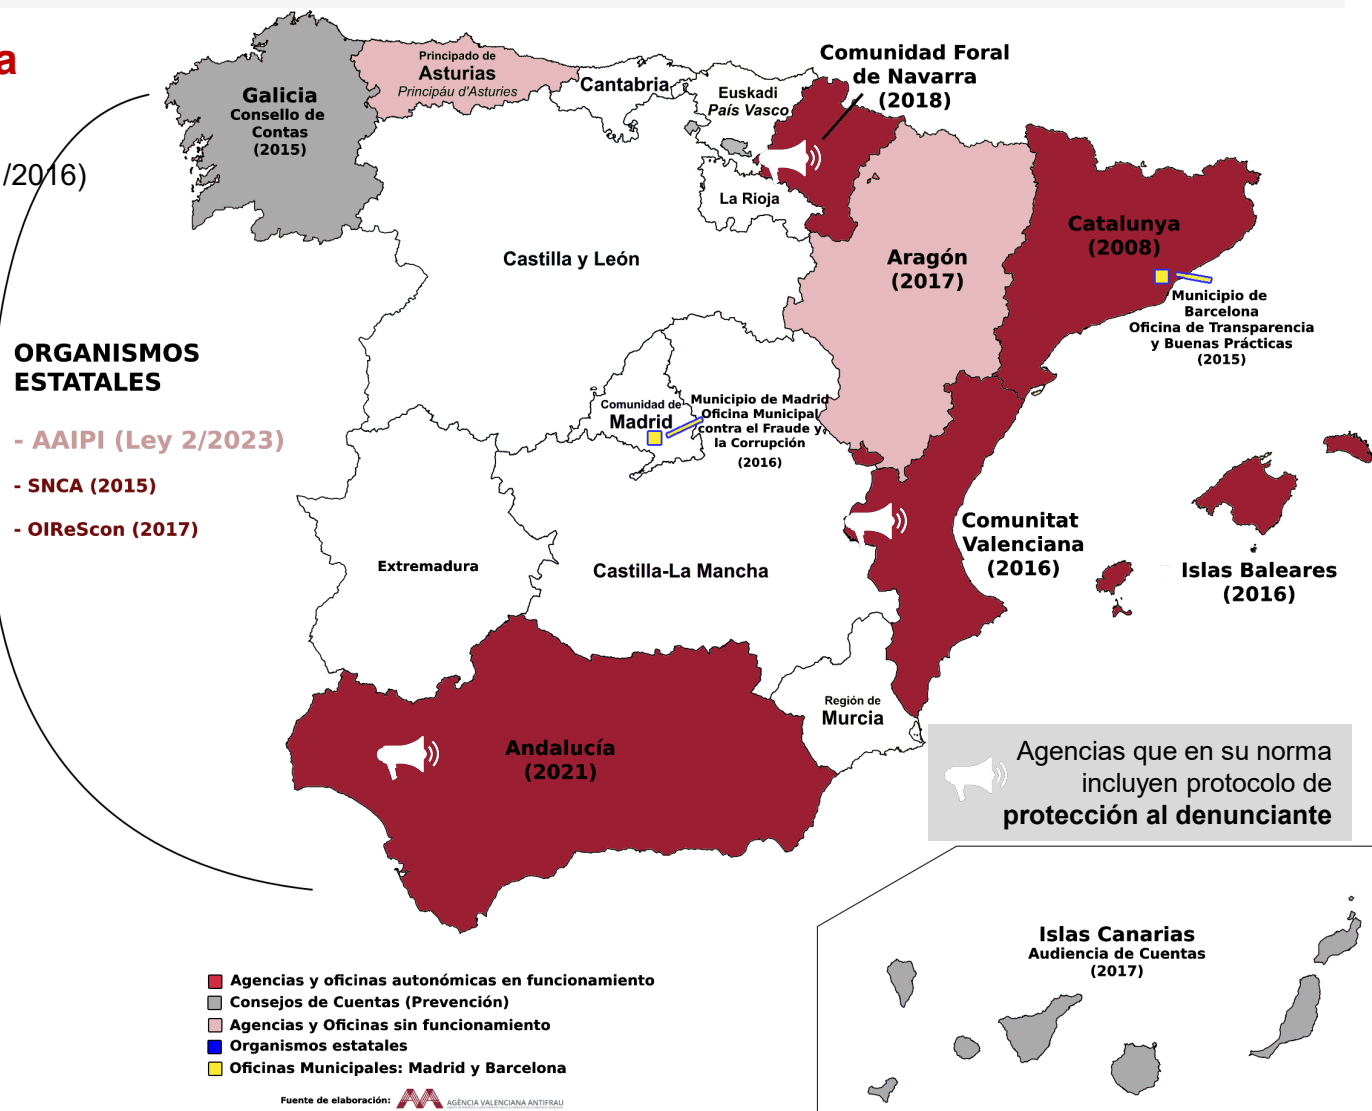 a
/2016)
ORGANISMOS
ESTATALES
- AAIPI (Ley 2/2023)
- SNCA (2015)
- OIReScon (2017)
Galicia
Consello de
Contas
(2015)
Principado de
Asturias
Principáu d'Asturies
Cantabria
Euskadi
País Vasco
Comunidad Foral
de Navarra
(2018)
La Rioja
Castilla y León
Aragón
(2017)
Catalunya
(2008)
Municipio de
Barcelona
Oficina de Transparencia
y Buenas Prácticas
(2015)
Comunidad de
Madrid
Municipio de Madrid
Oficina Municipal
contra el Fraude y
la Corrupción
(2016)
Extremadura
Castilla-La Mancha
Comunitat
Valenciana
(2016)
Islas Baleares
(2016)
Región de
Murcia
Andalucía
(2021)
Agencias que en su norma
incluyen protocolo de
protección al denunciante
Islas Canarias
Audiencia de Cuentas
(2017)
Agencias y oficinas autonómicas en funcionamiento
Consejos de Cuentas (Prevención)
Agencias y Oficinas sin funcionamiento
Organismos estatales
Oficinas Municipales: Madrid y Barcelona
Fuente de elaboración:
AGÈNCIA VALENCIANA ANTIFRAU